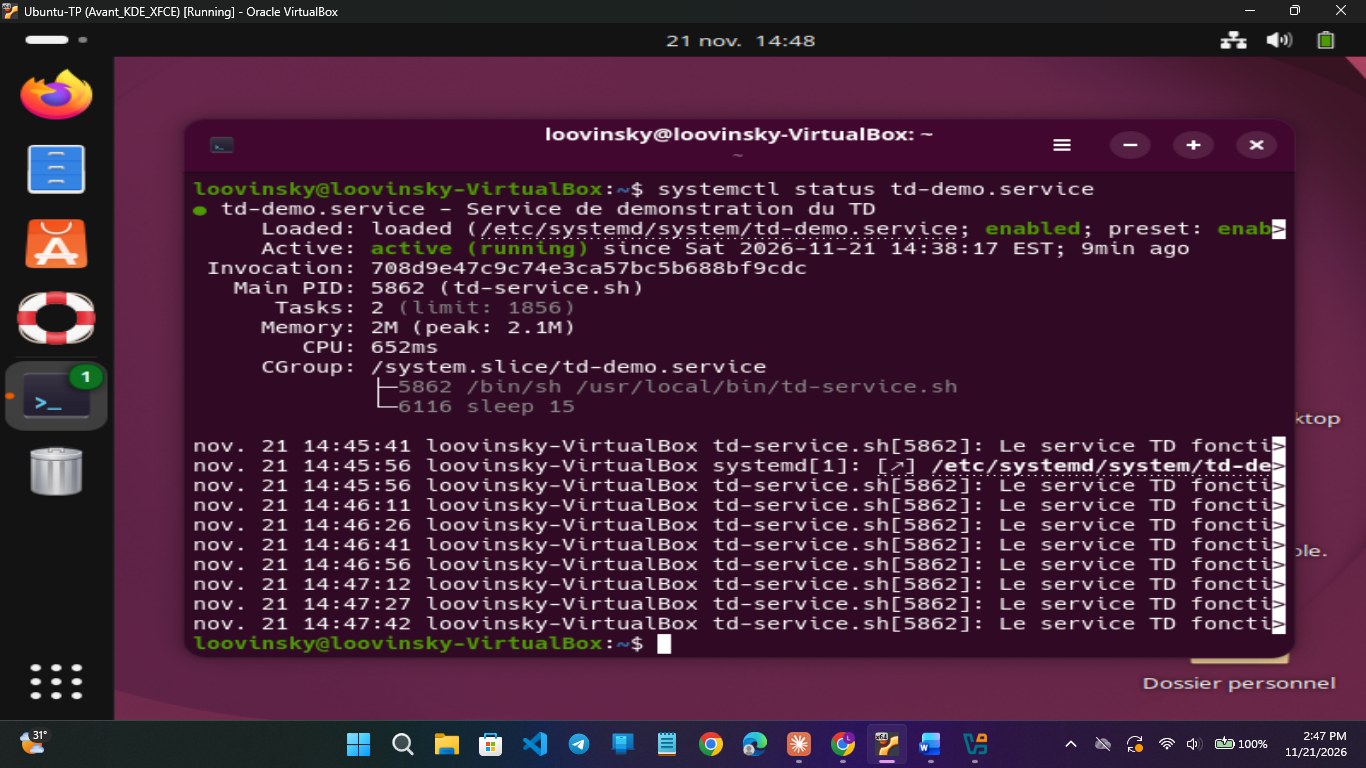 Ubuntu-TP (Avant_KDE_XFCE) [Running] - Oracle VirtualBox
21 nov. 14:48
loovinsky@loovinsky-VirtualBox: ~
~
loovinsky@loovinsky-VirtualBox:~$ systemctl status td-demo.service
● td-demo.service – Service de demonstration du TD
Loaded: loaded (/etc/systemd/system/td-demo.service; enabled; preset: enab>
Active: active (running) since Sat 2026-11-21 14:38:17 EST; 9min ago
Invocation: 708d9e47c9c74e3ca57bc5b688bf9cdc
Main PID: 5862 (td-service.sh)
Tasks: 2 (limit: 1856)
Memory: 2M (peak: 2.1M)
CPU: 652ms
CGroup: /system.slice/td-demo.service
├─5862 /bin/sh /usr/local/bin/td-service.sh
└─6116 sleep 15
nov. 21 14:45:41 loovinsky-VirtualBox td-service.sh[5862]: Le service TD foncti>
nov. 21 14:45:56 loovinsky-VirtualBox systemd[1]: [↗] /etc/systemd/system/td-de>
nov. 21 14:45:56 loovinsky-VirtualBox td-service.sh[5862]: Le service TD foncti>
nov. 21 14:46:11 loovinsky-VirtualBox td-service.sh[5862]: Le service TD foncti>
nov. 21 14:46:26 loovinsky-VirtualBox td-service.sh[5862]: Le service TD foncti>
nov. 21 14:46:41 loovinsky-VirtualBox td-service.sh[5862]: Le service TD foncti>
nov. 21 14:46:56 loovinsky-VirtualBox td-service.sh[5862]: Le service TD foncti>
nov. 21 14:47:12 loovinsky-VirtualBox td-service.sh[5862]: Le service TD foncti>
nov. 21 14:47:27 loovinsky-VirtualBox td-service.sh[5862]: Le service TD foncti>
nov. 21 14:47:42 loovinsky-VirtualBox td-service.sh[5862]: Le service TD foncti>
loovinsky@loovinsky-VirtualBox:~$
1
ktop
ble.
Dossier personnel
31°
100%
2:47 PM
11/21/2026